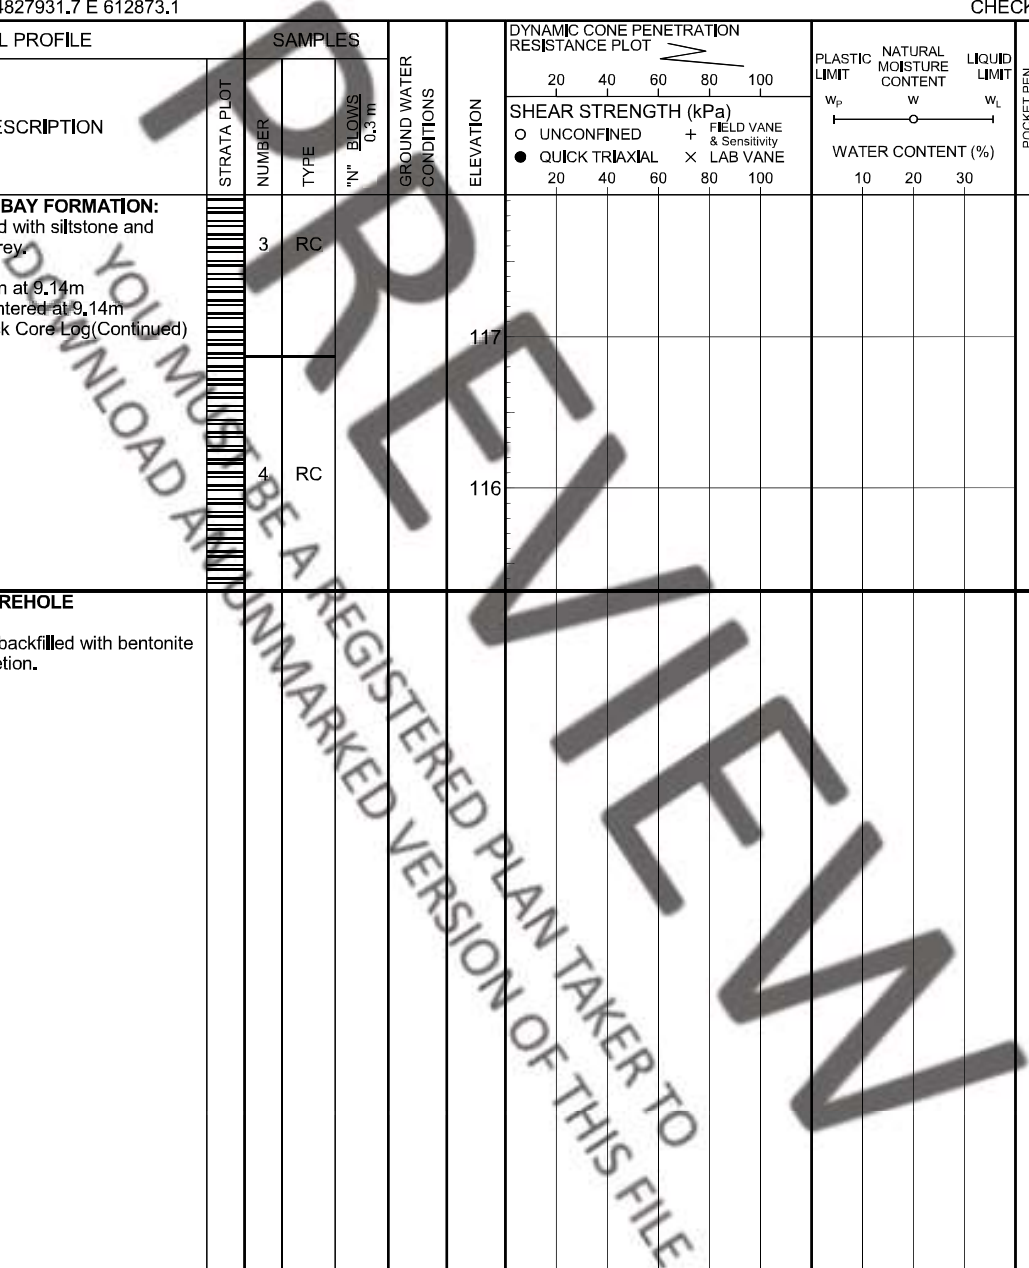 4827931.7 E 612873.1
CHECK
L PROFILE
SAMPLES
DYNAMIC CONE PENETRATION
RESISTANCE PLOT
20 40 60 80 100
PLASTIC LIMIT
NATURAL MOISTURE CONTENT
LIQUID LIMIT
WP W WL
ESCRIPTION
STRATA PLOT
NUMBER
TYPE
"N" BLOWS 0.3 m
GROUND WATER CONDITIONS
ELEVATION
SHEAR STRENGTH (kPa)
UNCONFINED
+ FIELD VANE & Sensitivity
QUICK TRIAXIAL
× LAB VANE
20 40 60 80 100
WATER CONTENT (%)
10 20 30
POCKET PEN.
BAY FORMATION:
d with siltstone and
rey.
n at 9.14m
ntered at 9.14m
k Core Log(Continued)
3 RC
117
4 RC
116
REHOLE
backfilled with bentonite
etion.
PREVIEW
YOU MUST BE A REGISTERED PLAN TAKER TO
DOWNLOAD AN UNMARKED VERSION OF THIS FILE